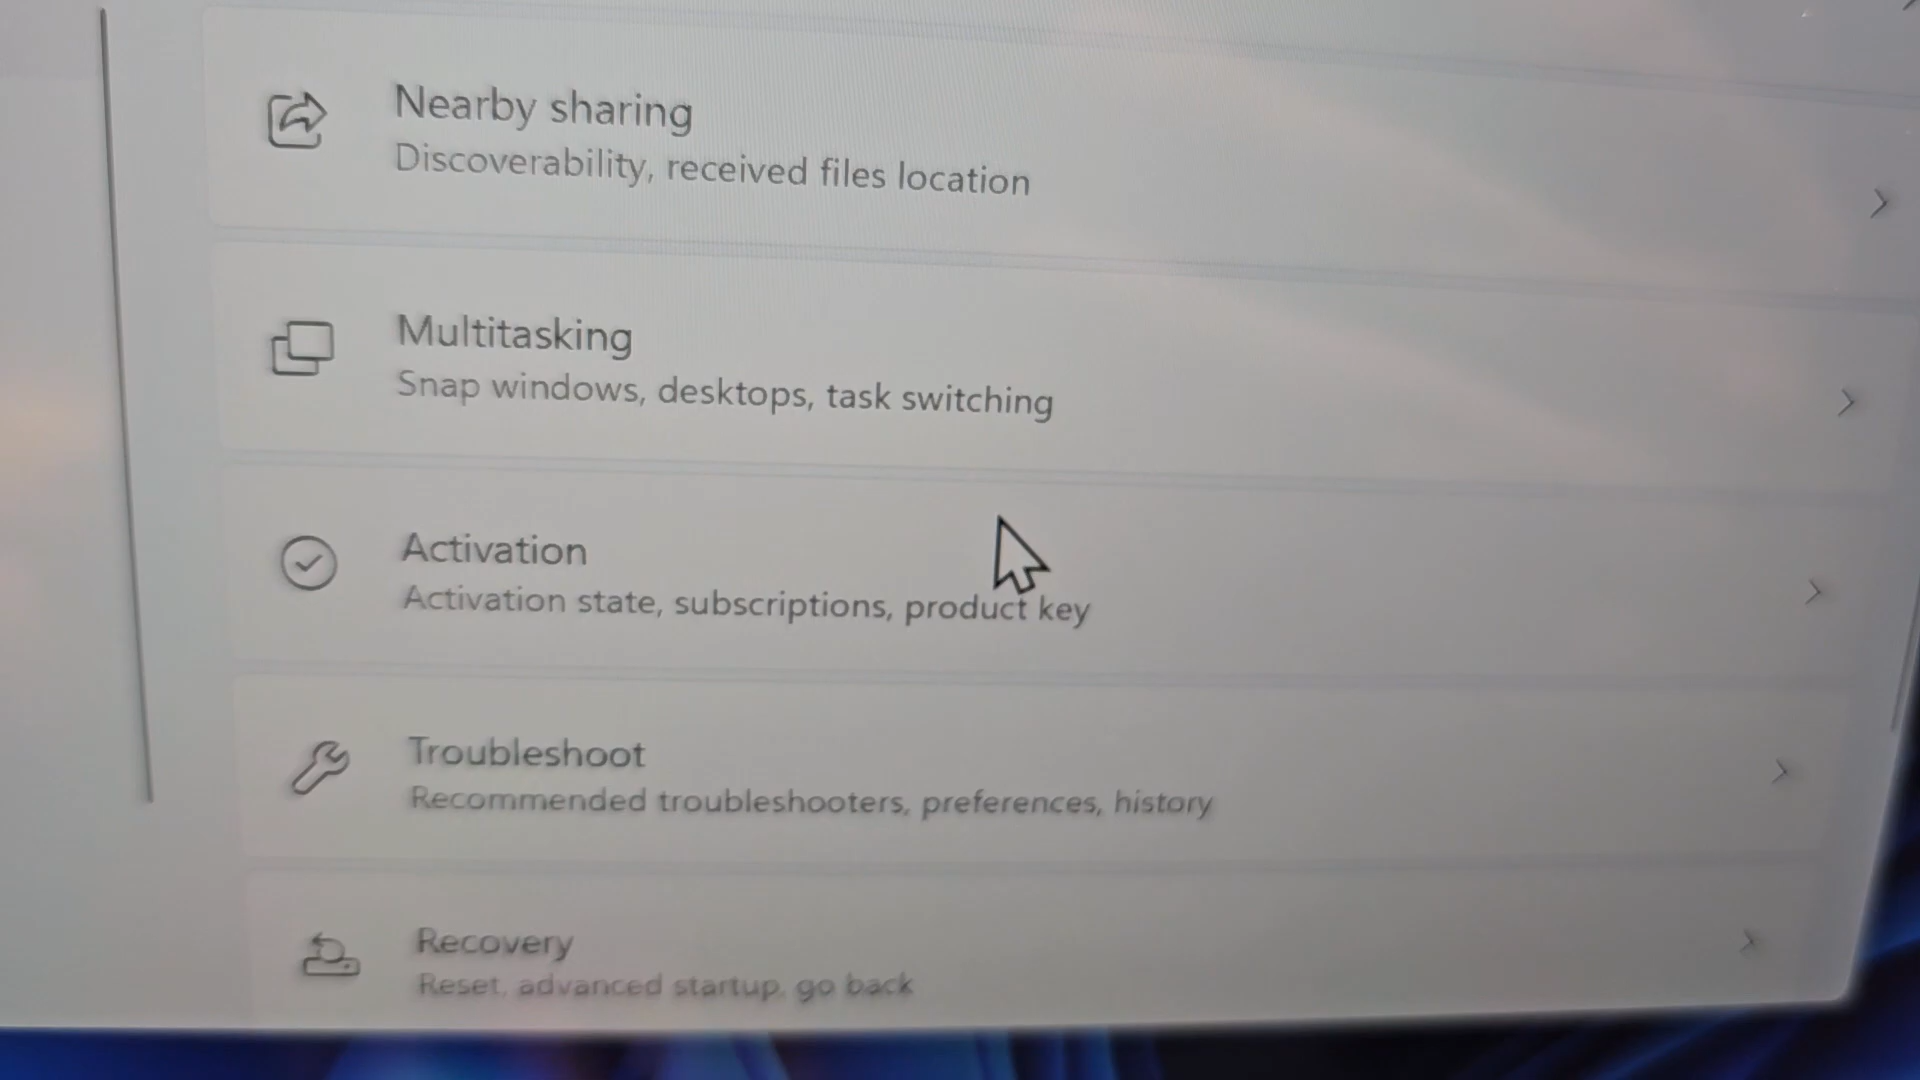 Nearby sharing
Discoverability, received files location
Multitasking
Snap windows, desktops, task switching
Activation
Activation state, subscriptions, product key
Troubleshoot
Recommended troubleshooters, preferences, history
Recovery
Reset, advanced startup, go back